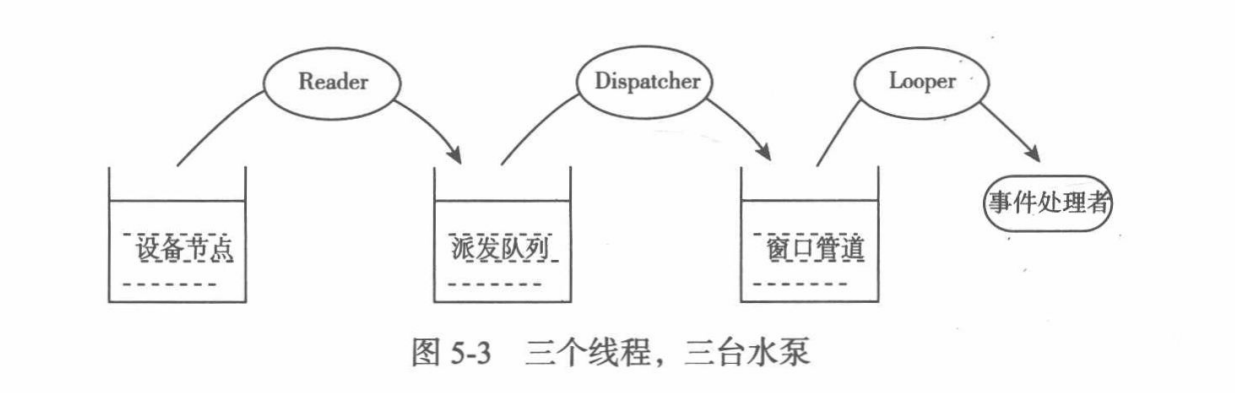 Reader
Dispatcher
Looper
事件处理者
设备节点
派发队列
窗口管道
图 5-3 三个线程，三台水泵